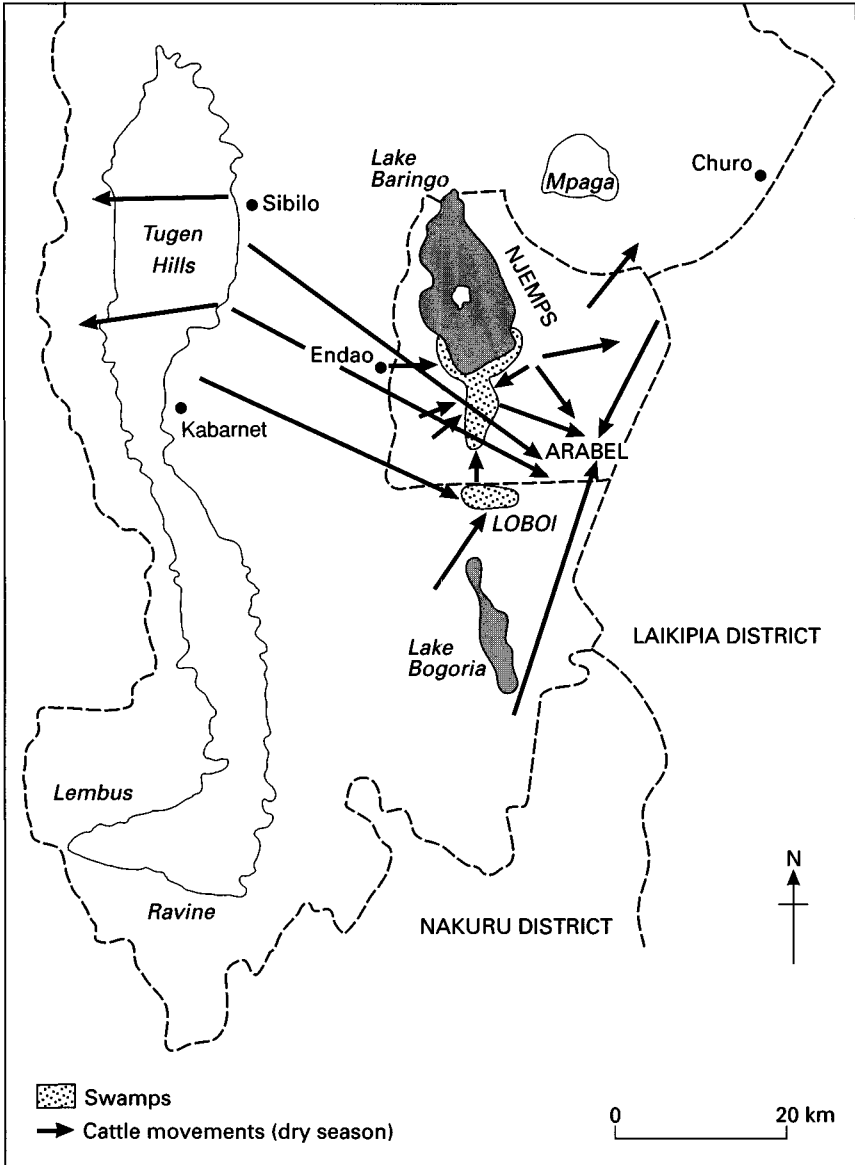 Lake
Baringo
Mpaga
Churo
Sibilo
Tugen
Hills
NJEMPS
Endao
Kabarnet
ARABEL
LOBOI
Lake
Bogoria
LAIKIPIA DISTRICT
Lembus
Ravine
NAKURU DISTRICT
N
Swamps
Cattle movements (dry season)
0 20 km